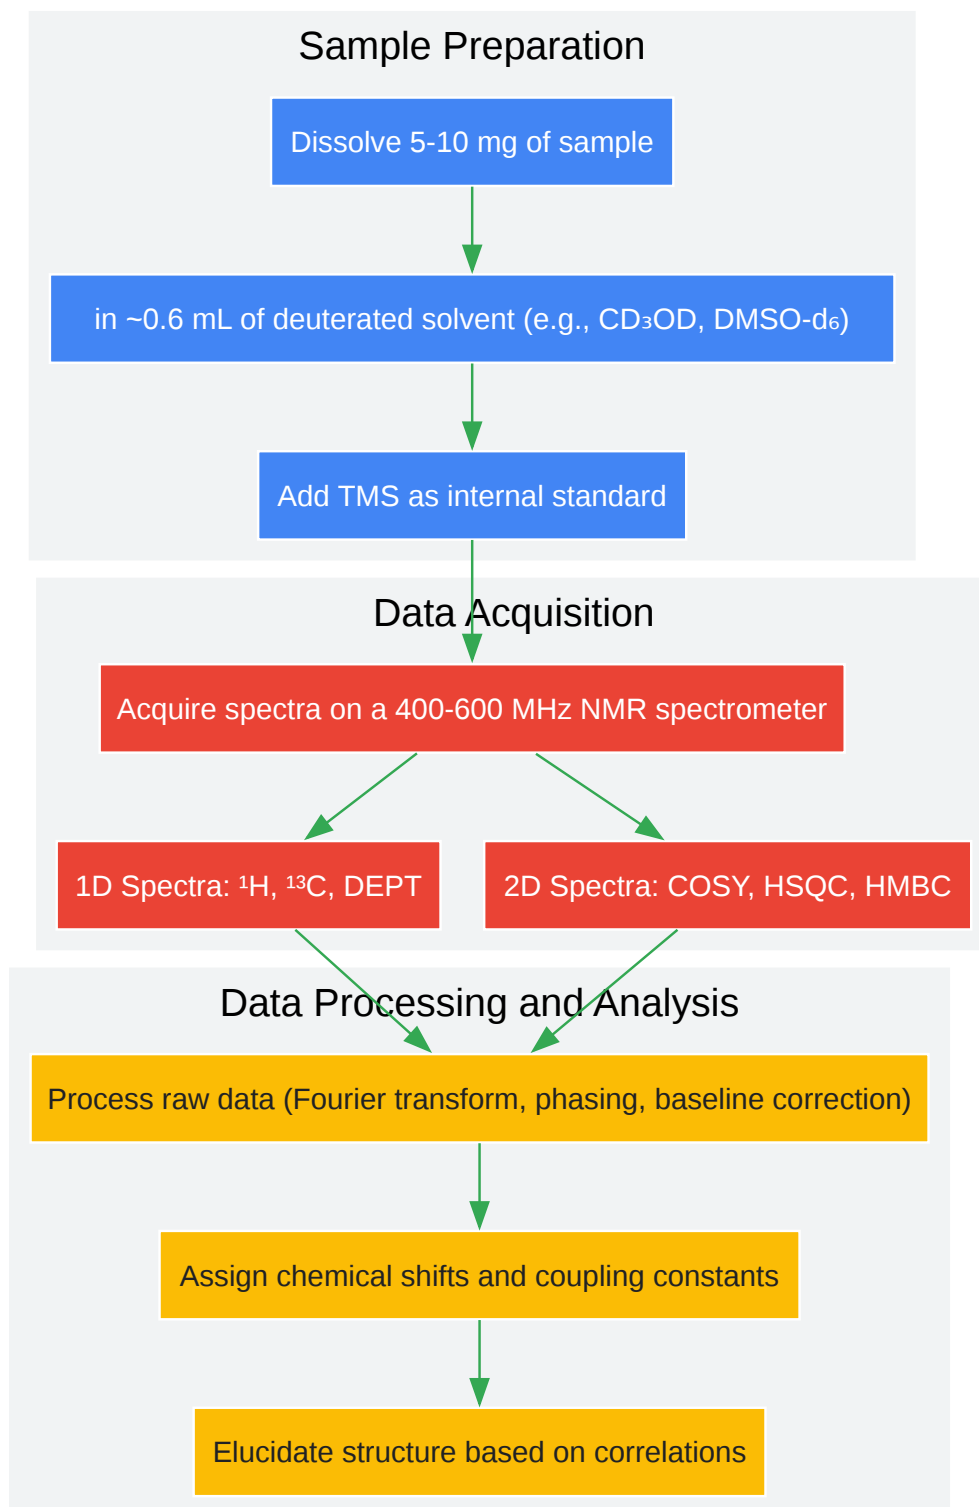 Sample Preparation
Dissolve 5-10 mg of sample
in ~0.6 mL of deuterated solvent (e.g., CD₃OD, DMSO-d₆)
Add TMS as internal standard
Data Acquisition
Acquire spectra on a 400-600 MHz NMR spectrometer
1D Spectra: ¹H, ¹³C, DEPT
2D Spectra: COSY, HSQC, HMBC
Data Processing and Analysis
Process raw data (Fourier transform, phasing, baseline correction)
Assign chemical shifts and coupling constants
Elucidate structure based on correlations